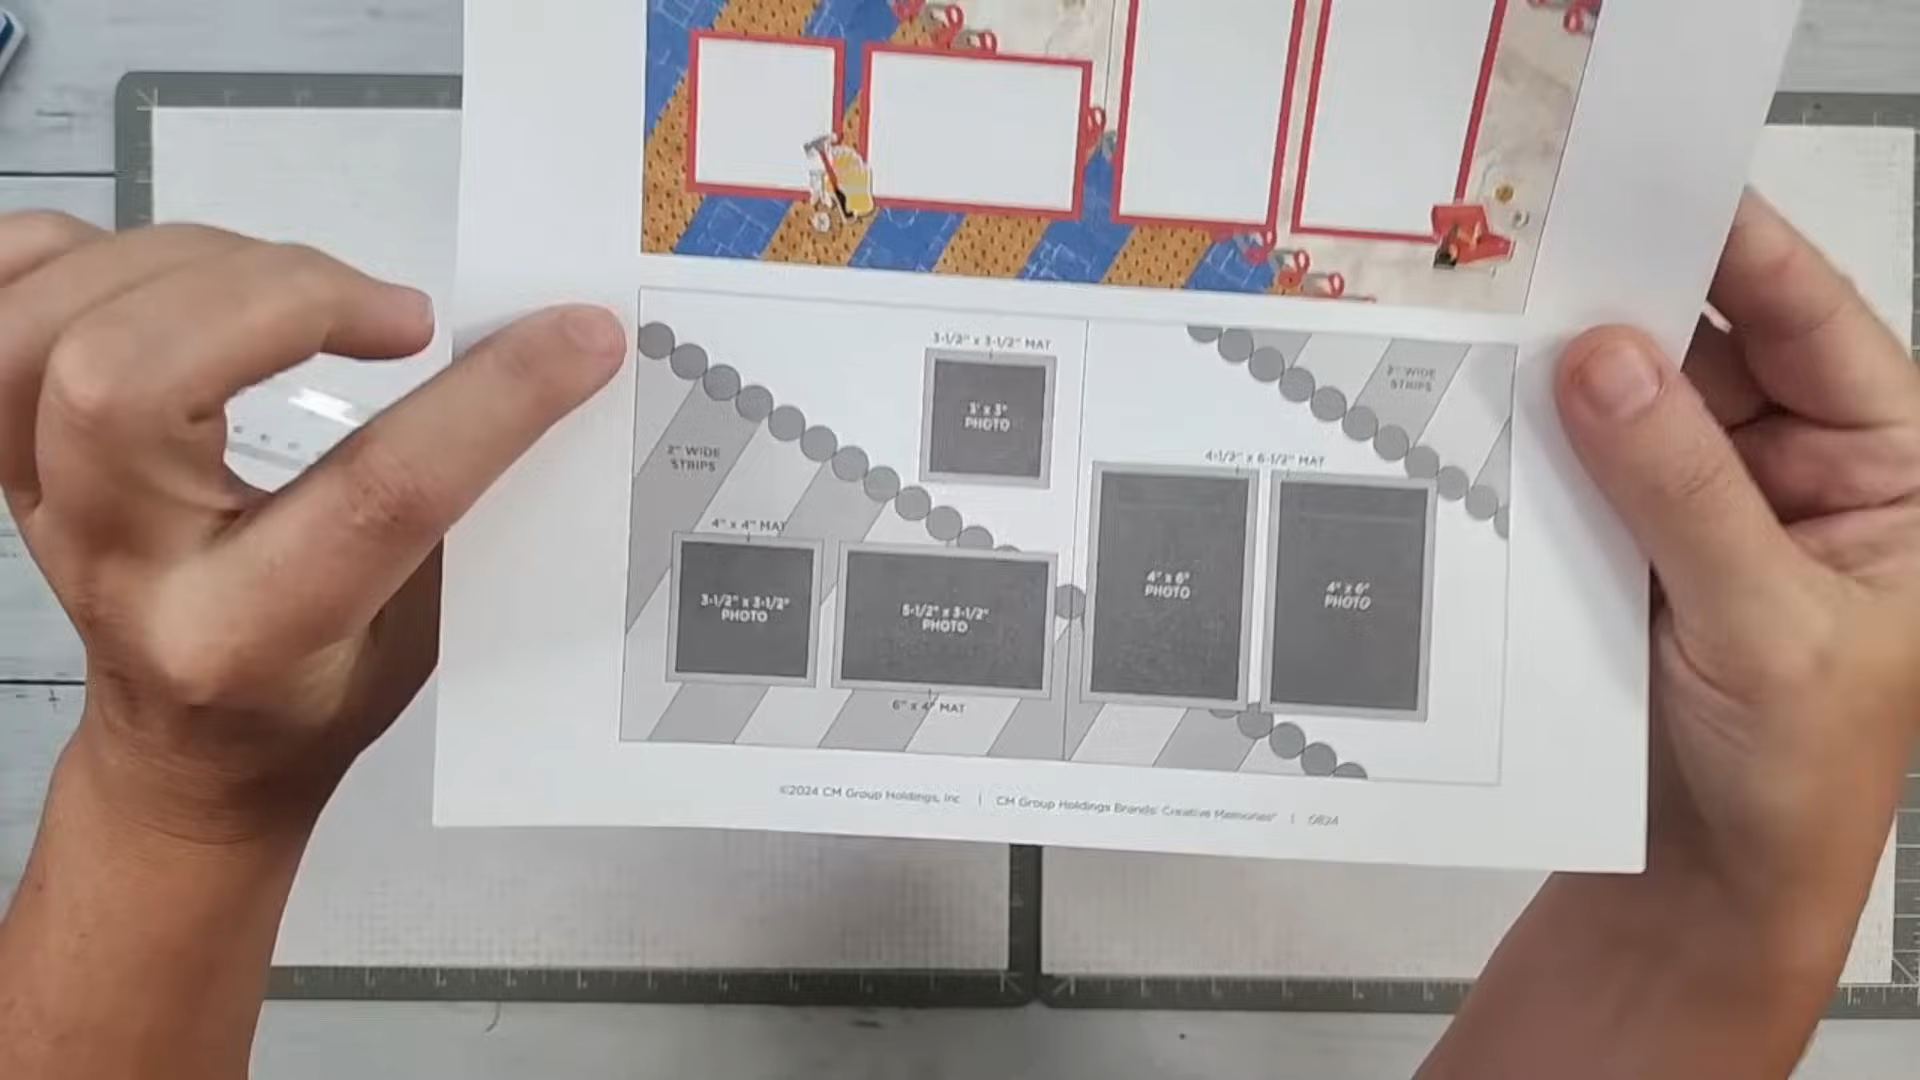 3-1/2" x 3-1/2" MAT
3" x 3"
PHOTO
2" WIDE
STRIPS
2" WIDE
STRIPS
4-1/2" x 6-1/2" MAT
4" x 4" MAT
3-1/2" x 3-1/2"
PHOTO
5-1/2" x 3-1/2"
PHOTO
4" x 6"
PHOTO
4" x 6"
PHOTO
6" x 4" MAT
©2024 CM Group Holdings, Inc | CM Group Holdings Brands: Creative Memories® | 0824